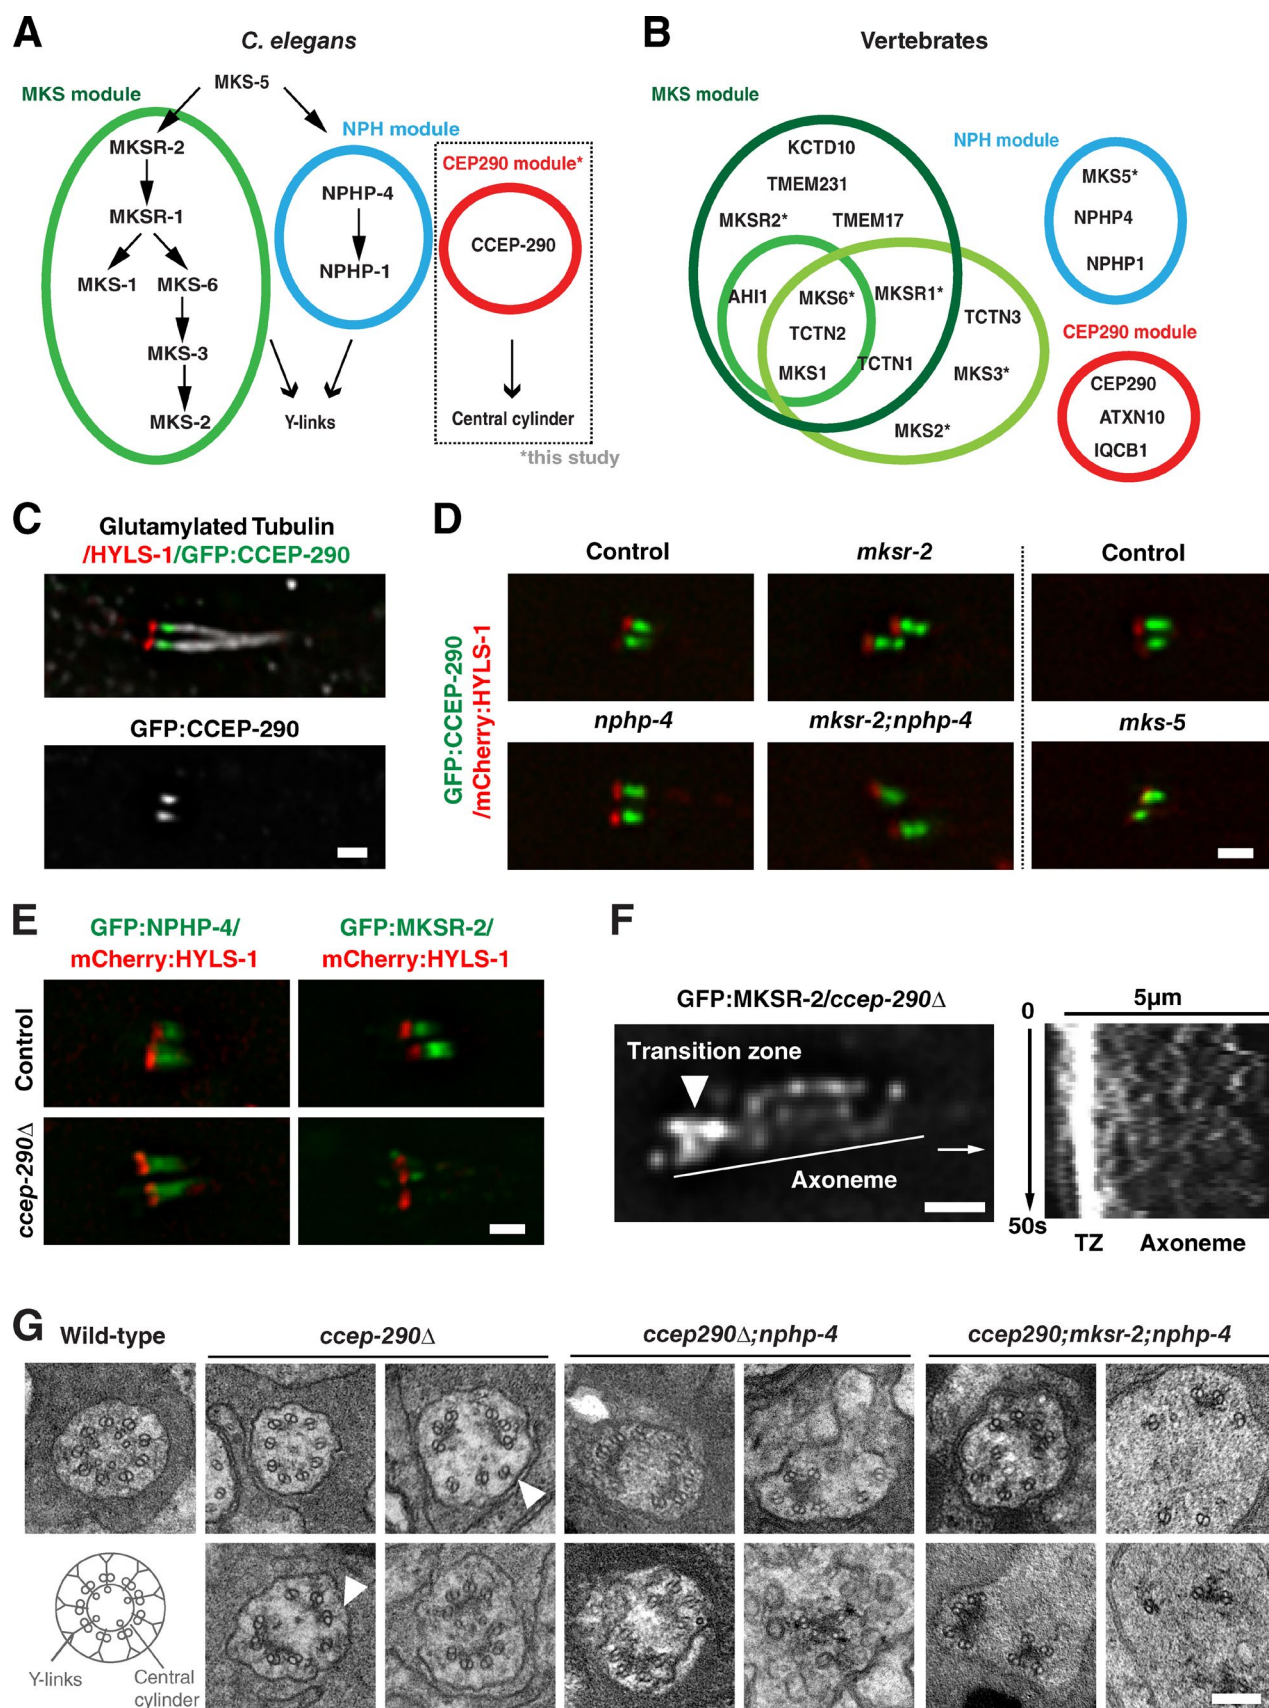 A
C. elegans
MKS module
MKS-5
NPH module
MKSR-2
MKSR-1
MKS-1 MKS-6
MKS-3
MKS-2
NPHP-4
NPHP-1
CEP290 module*
CCEP-290
Y-links
Central cylinder
*this study
B
Vertebrates
MKS module
KCTD10
TMEM231
MKSR2* TMEM17
AHI1 MKS6* MKSR1*
TCTN2 TCTN3
MKS1 TCTN1 MKS3*
MKS2*
NPH module
MKS5*
NPHP4
NPHP1
CEP290 module
CEP290
ATXN10
IQCB1
C
Glutamylated Tubulin
/HYLS-1/GFP:CCEP-290
GFP:CCEP-290
D
GFP:CCEP-290
/mCherry:HYLS-1
Control mksr-2 Control
nphp-4 mksr-2;nphp-4 mks-5
E
GFP:NPHP-4/
mCherry:HYLS-1
GFP:MKSR-2/
mCherry:HYLS-1
Control
ccep-290Δ
F
GFP:MKSR-2/ccep-290Δ
Transition zone
Axoneme
5μm
0
50s
TZ Axoneme
G
Wild-type ccep-290Δ ccep290Δ;nphp-4 ccep290;mksr-2;nphp-4
Y-links
Central
cylinder